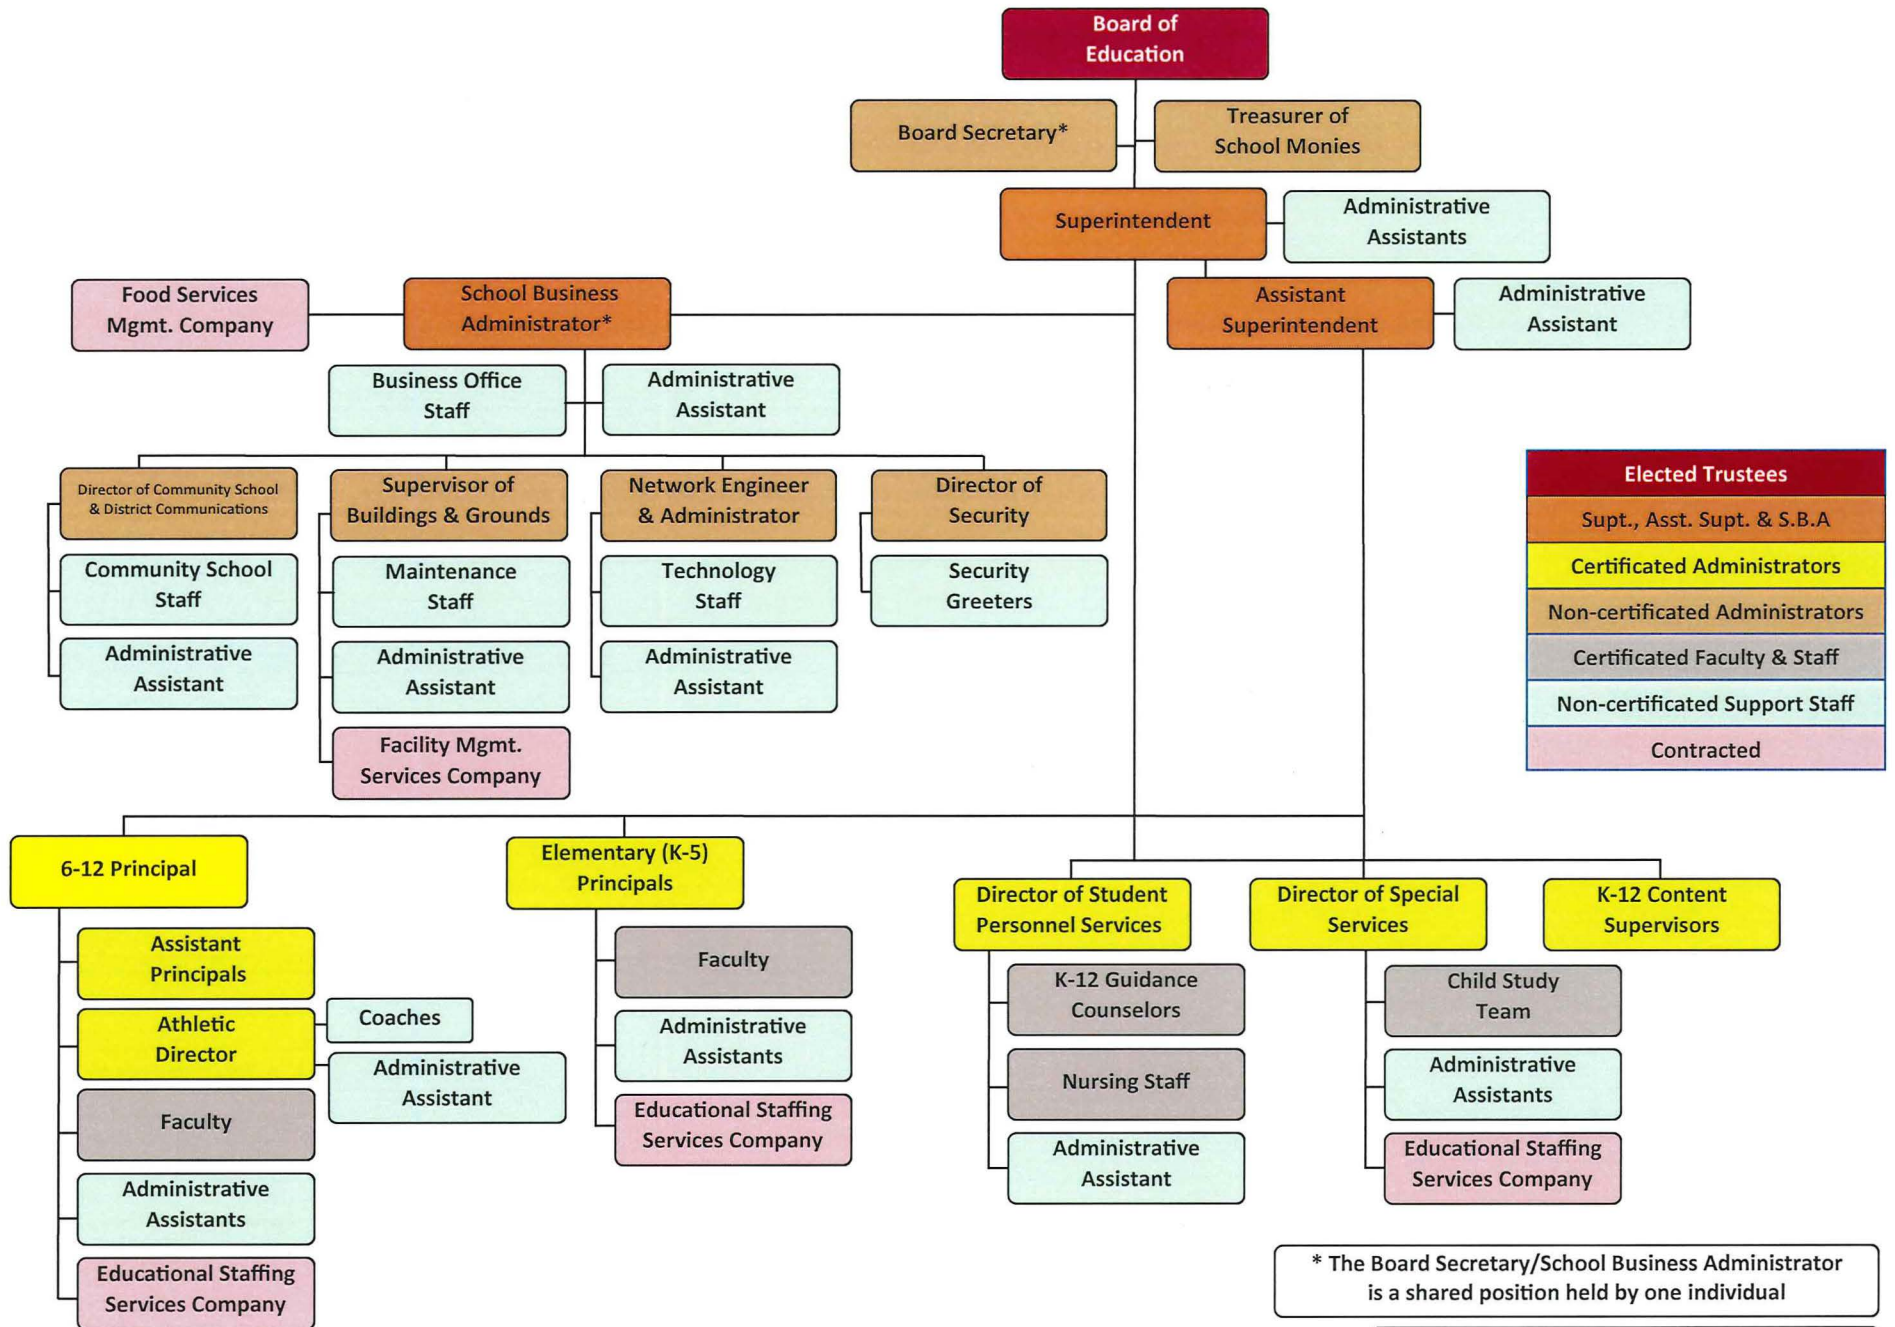 Board of
Education
Board Secretary*
Treasurer of
School Monies
Superintendent
Administrative
Assistants
Food Services
Mgmt. Company
School Business
Administrator*
Assistant
Superintendent
Administrative
Assistant
Business Office
Staff
Administrative
Assistant
Director of Community School
& District Communications
Supervisor of
Buildings & Grounds
Network Engineer
& Administrator
Director of
Security
Community School
Staff
Maintenance
Staff
Technology
Staff
Security
Greeters
Administrative
Assistant
Administrative
Assistant
Administrative
Assistant
Facility Mgmt.
Services Company
Elected Trustees
Supt., Asst. Supt. & S.B.A
Certificated Administrators
Non-certificated Administrators
Certificated Faculty & Staff
Non-certificated Support Staff
Contracted
6-12 Principal
Assistant
Principals
Athletic
Director
Coaches
Administrative
Assistant
Faculty
Administrative
Assistants
Educational Staffing
Services Company
Elementary (K-5)
Principals
Faculty
Administrative
Assistants
Educational Staffing
Services Company
Director of Student
Personnel Services
K-12 Guidance
Counselors
Nursing Staff
Administrative
Assistant
Director of Special
Services
Child Study
Team
Administrative
Assistants
Educational Staffing
Services Company
K-12 Content
Supervisors
* The Board Secretary/School Business Administrator
is a shared position held by one individual